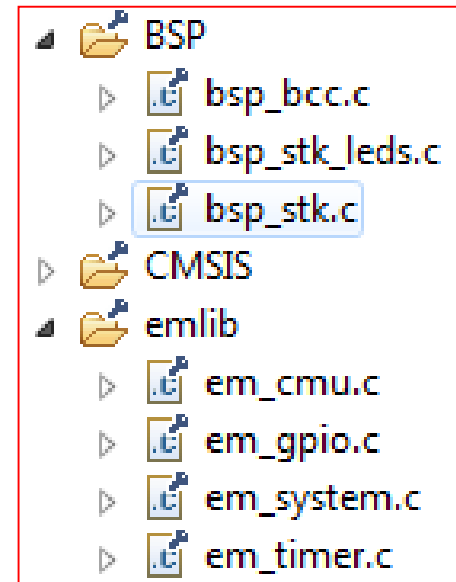 BSP
bsp_bcc.c
bsp_stk_leds.c
bsp_stk.c
CMSIS
emlib
em_cmu.c
em_gpio.c
em_system.c
em_timer.c